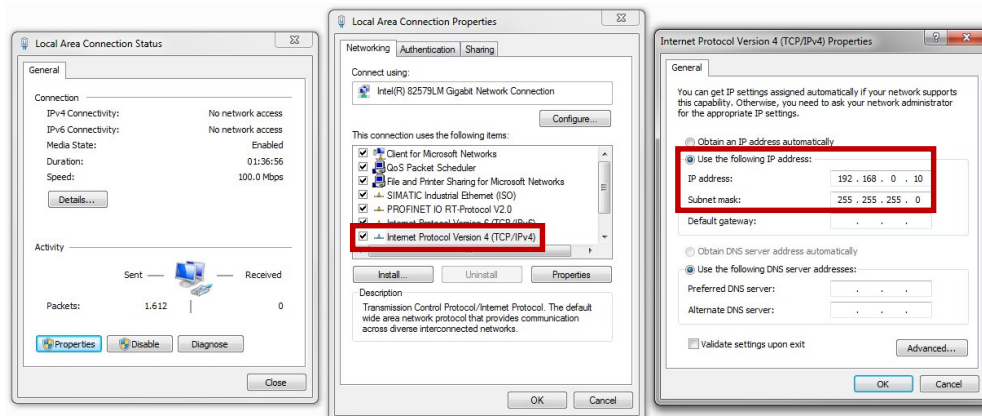 Local Area Connection Status
General
Connection
IPv4 Connectivity: No network access
IPv6 Connectivity: No network access
Media State: Enabled
Duration: 01:36:56
Speed: 100.0 Mbps
Details...
Activity
Sent Received
Packets: 1.612 0
Properties Disable Diagnose
Close
Local Area Connection Properties
Networking Authentication Sharing
Connect using:
Intel(R) 82579LM Gigabit Network Connection
Configure...
This connection uses the following items:
Client for Microsoft Networks
QoS Packet Scheduler
File and Printer Sharing for Microsoft Networks
SIMATIC Industrial Ethernet (ISO)
PROFINET IO RT-Protocol V2.0
Internet Protocol Version 6 (TCP/IPv6)
Internet Protocol Version 4 (TCP/IPv4)
Install... Uninstall Properties
Description
Transmission Control Protocol/Internet Protocol. The default
wide area network protocol that provides communication
across diverse interconnected networks.
OK Cancel
Internet Protocol Version 4 (TCP/IPv4) Properties
General
You can get IP settings assigned automatically if your network supports
this capability. Otherwise, you need to ask your network administrator
for the appropriate IP settings.
Obtain an IP address automatically
Use the following IP address:
IP address: 192 . 168 . 0 . 10
Subnet mask: 255 . 255 . 255 . 0
Default gateway: . . .
Obtain DNS server address automatically
Use the following DNS server addresses:
Preferred DNS server: . . .
Alternate DNS server: . . .
Validate settings upon exit
Advanced...
OK Cancel